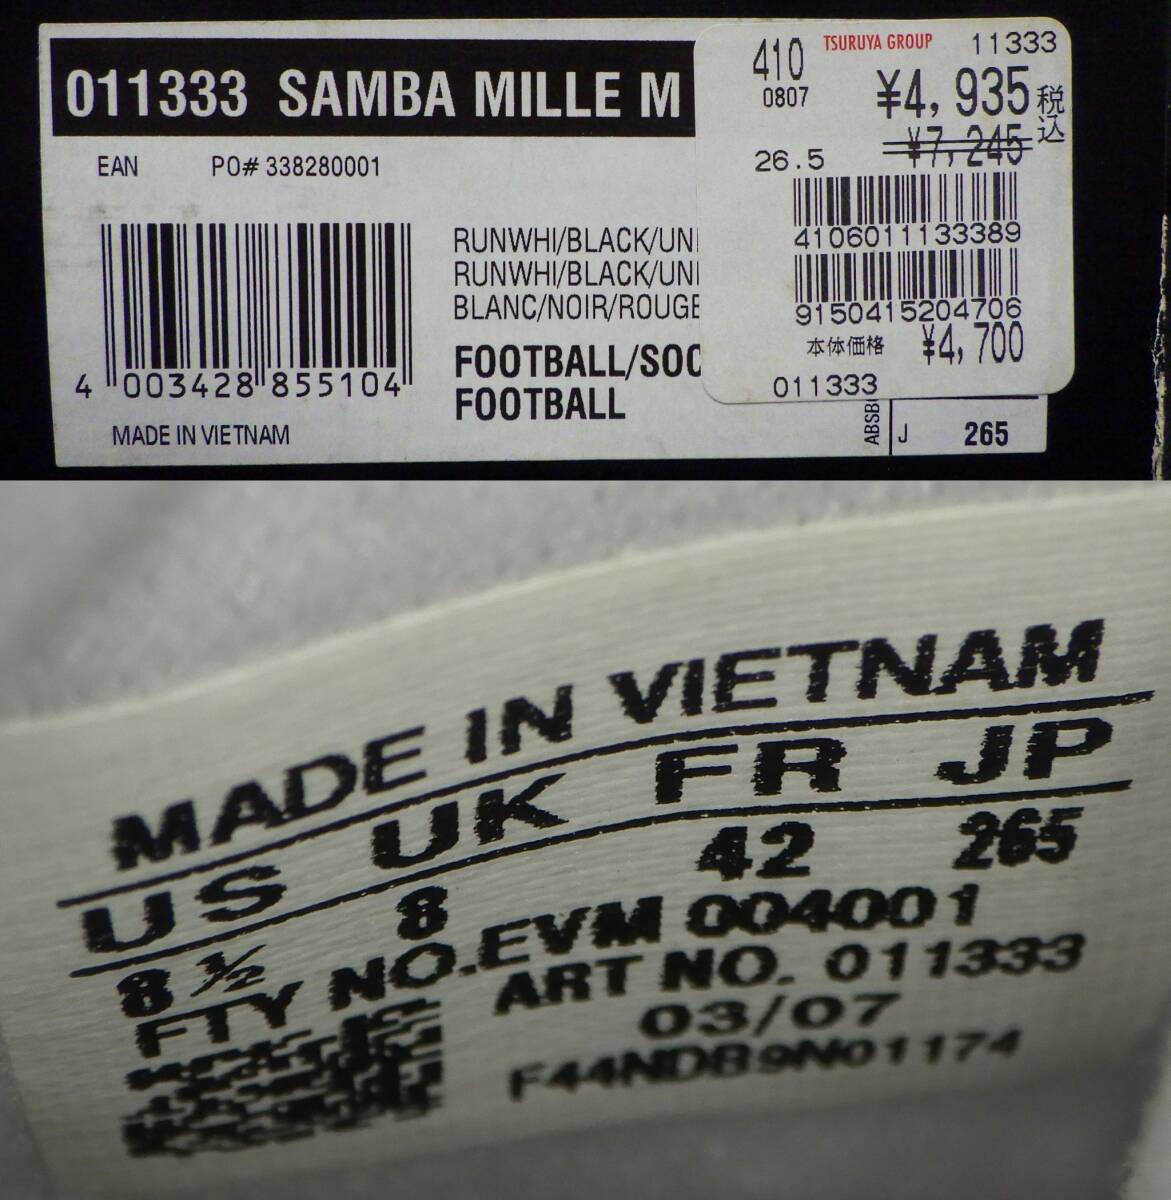 011333 SAMBA MILLE M
EAN PO# 338280001
RUNWHI/BLACK/UNI
RUNWHI/BLACK/UNI
BLANC/NOIR/ROUGE
4 003428 855104
FOOTBALL/SOC
FOOTBALL
MADE IN VIETNAM
ABSB
J 265
410 TSURUYA GROUP 11333
0807 ¥4,935 税込
¥7,245
26.5
4106011133389
9150415204706
本体価格 ¥4,700
011333
MADE IN VIETNAM
US UK FR JP
8 ½ 8 42 265
FTY NO.EVM 004001
ART NO. 011333
03/07
F44NDB9N01174